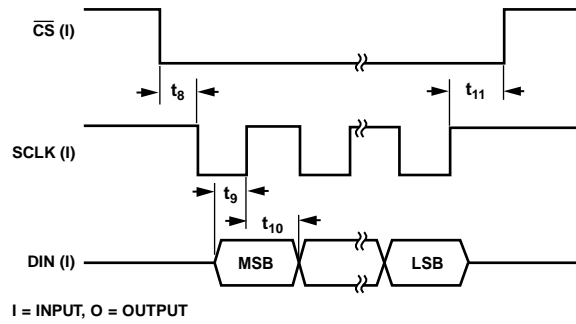 CS (I)
t8
t11
SCLK (I)
t9
t10
DIN (I)
MSB
LSB
I = INPUT, O = OUTPUT